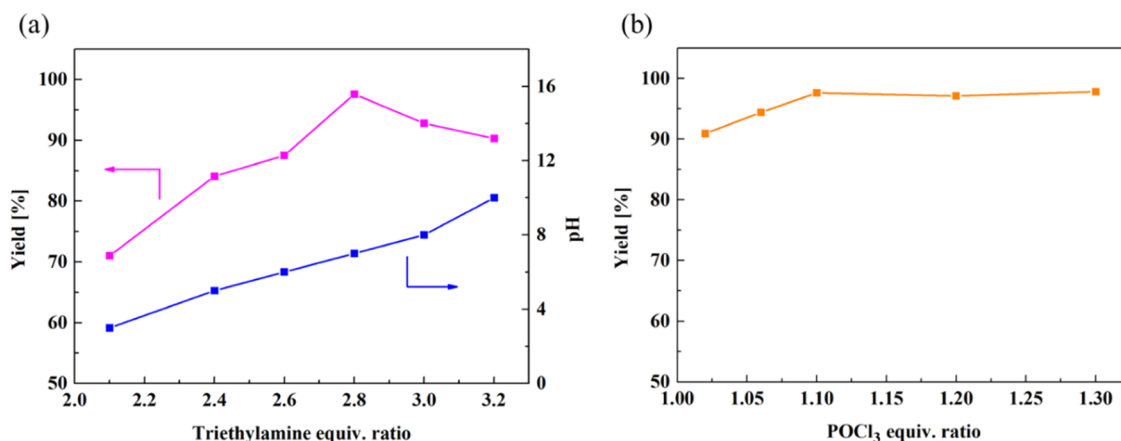 (a)
100
90
80
70
60
50
Yield [%]
16
12
8
4
0
pH
2.0 2.2 2.4 2.6 2.8 3.0 3.2
Triethylamine equiv. ratio
(b)
100
90
80
70
60
50
Yield [%]
1.00 1.05 1.10 1.15 1.20 1.25 1.30
POCl₃ equiv. ratio